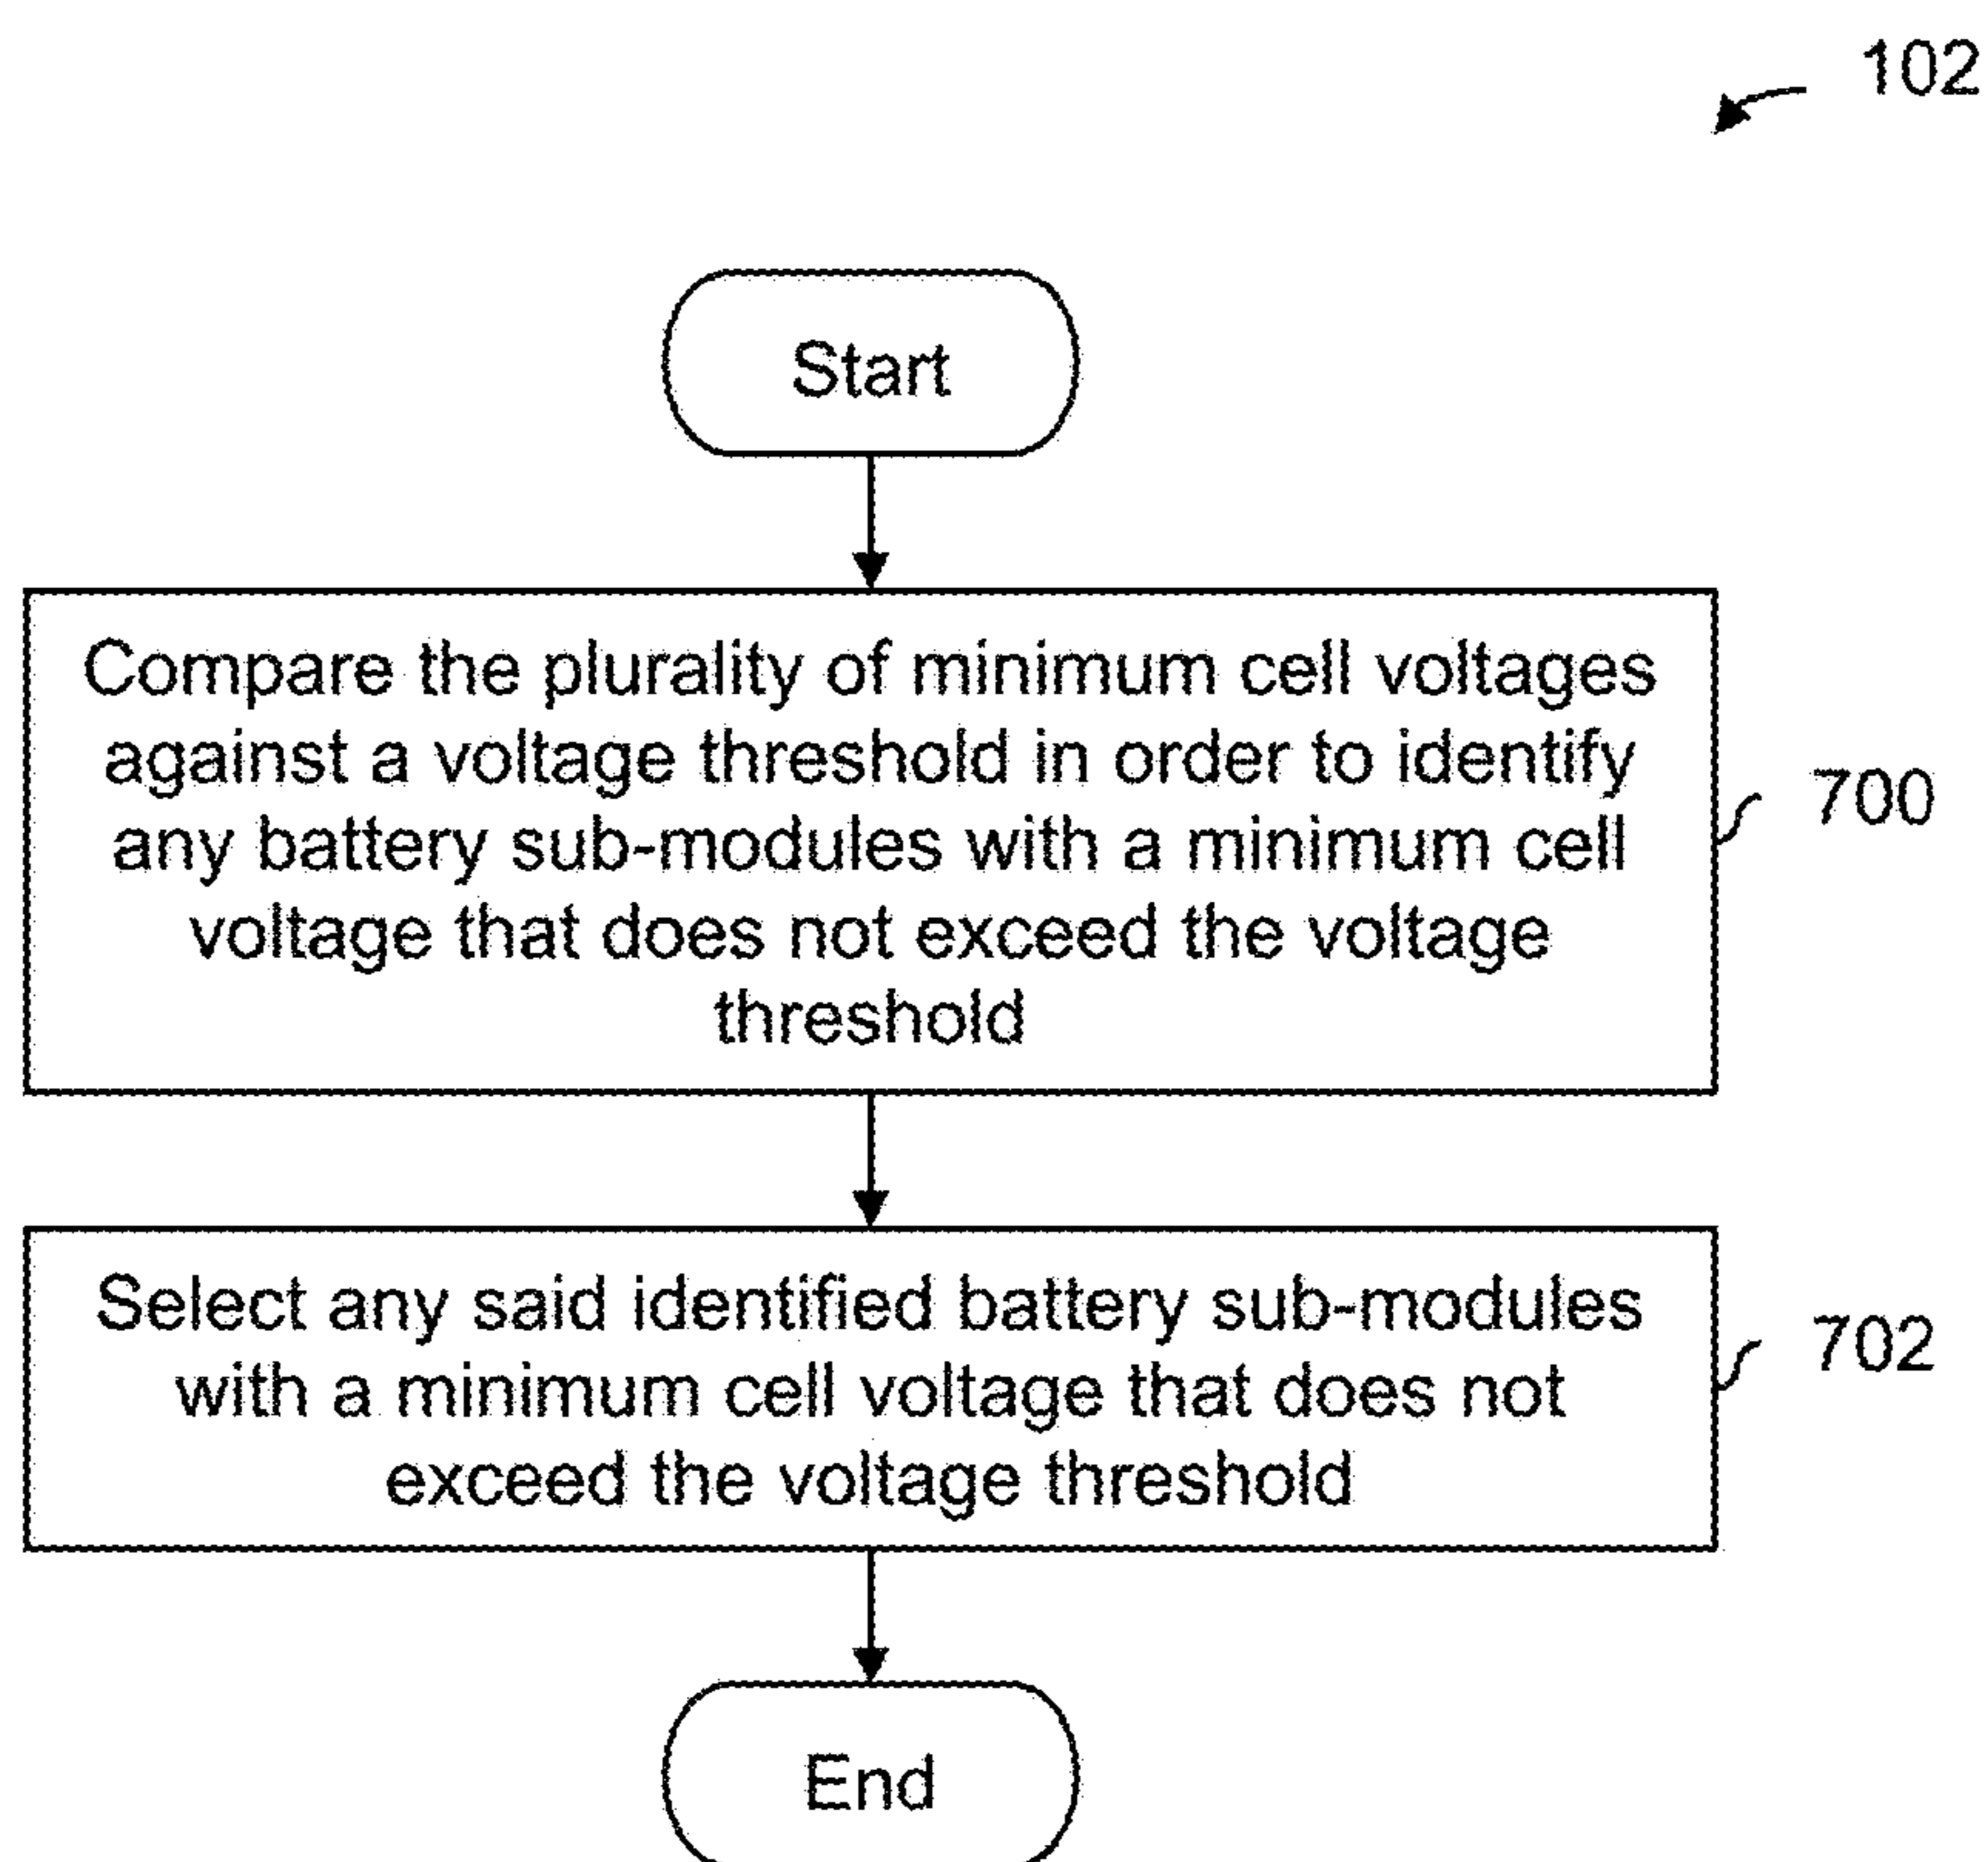 102
Start
Compare the plurality of minimum cell voltages
against a voltage threshold in order to identify
any battery sub-modules with a minimum cell
voltage that does not exceed the voltage
threshold
700
Select any said identified battery sub-modules
with a minimum cell voltage that does not
exceed the voltage threshold
702
End